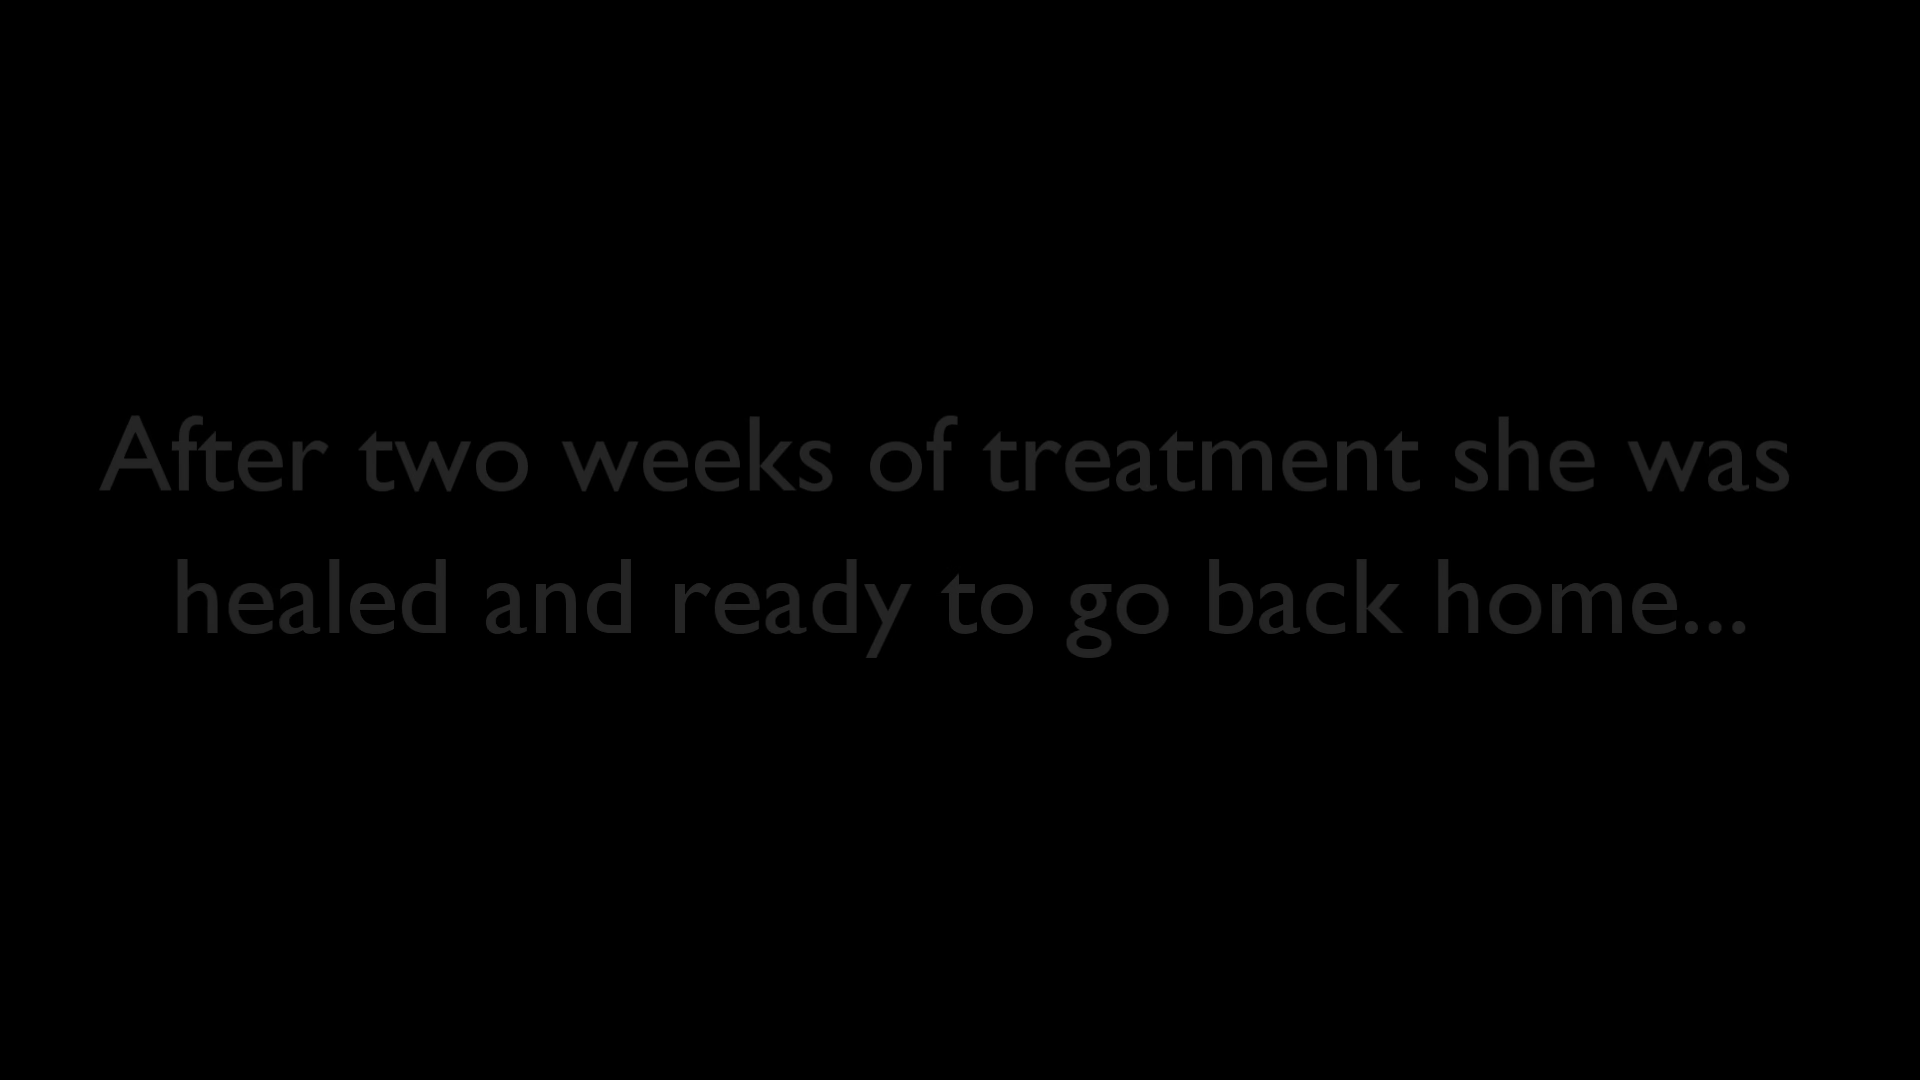 After two weeks of treatment she was
healed and ready to go back home...